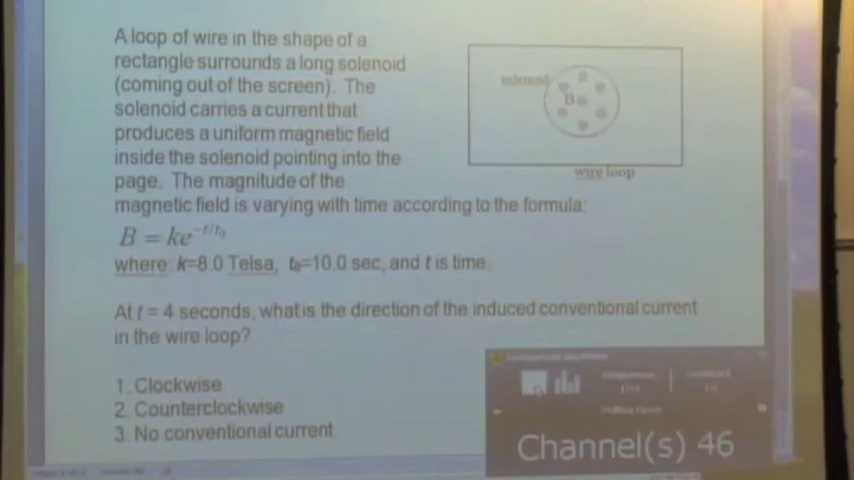 A loop of wire in the shape of a
rectangle surrounds a long solenoid
(coming out of the screen). The
solenoid carries a current that
produces a uniform magnetic field
inside the solenoid pointing into the
page. The magnitude of the
magnetic field is varying with time according to the formula:
solenoid
B
wire loop
B = ke^{-t/t₀}
where: k=8.0 Telsa, t₀=10.0 sec, and t is time.
At t = 4 seconds, what is the direction of the induced conventional current
in the wire loop?
1. Clockwise
2. Counterclockwise
3. No conventional current
Channel(s) 46